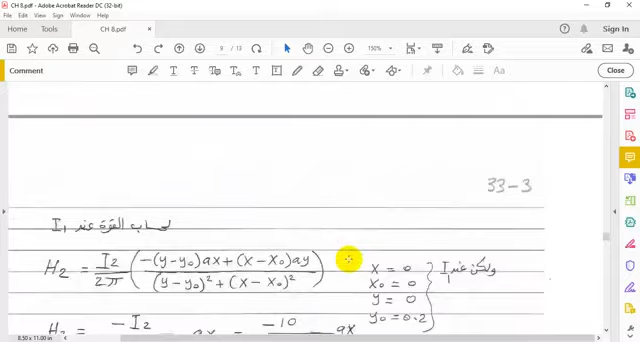 CH 8.pdf - Adobe Acrobat Reader DC (32-bit)
File Edit View Sign Window Help
Home Tools CH 8.pdf × Sign In
9 / 13 150%
Comment Close
33-3
لحساب القوة عند I1
H2 = I2/2π (-(y-y0)ax+(x-x0)ay / (y-y0)²+(x-x0)²)
ولكن عند I1
x = 0
x0 = 0
y = 0
y0 = 0.2
H2 = -I2 ax = -10 ax
8.50 x 11.00 in